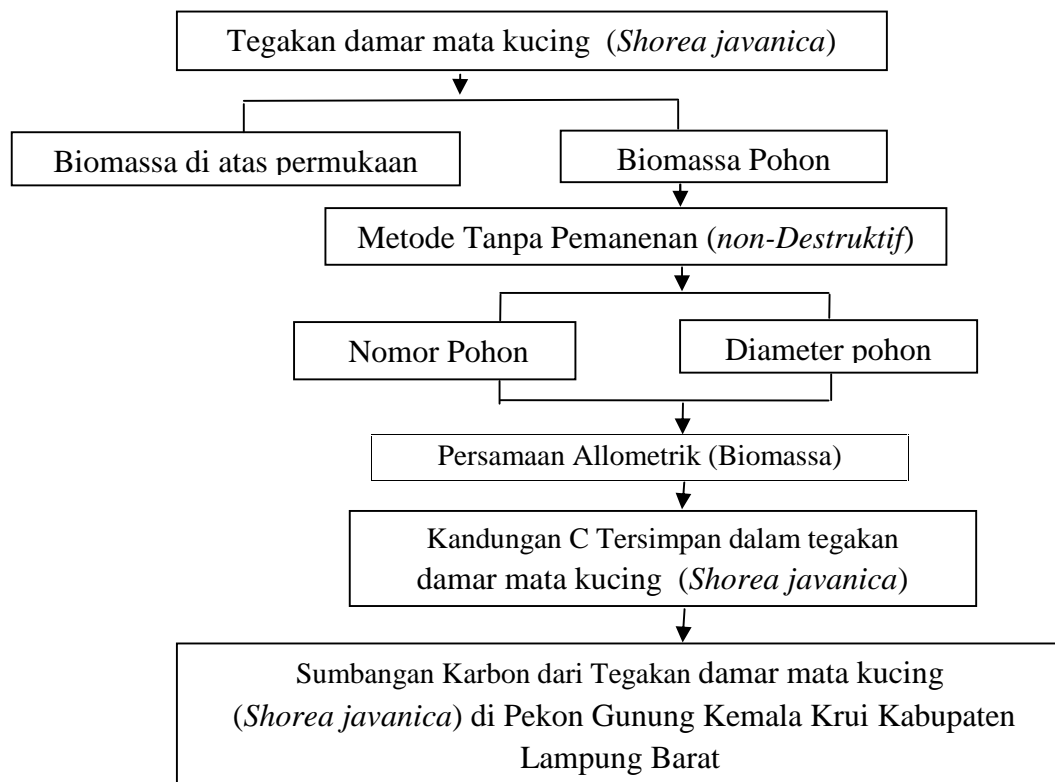 Tegakan damar mata kucing (Shorea javanica)
Biomassa di atas permukaan
Biomassa Pohon
Metode Tanpa Pemanenan (non-Destruktif)
Nomor Pohon
Diameter pohon
Persamaan Allometrik (Biomassa)
Kandungan C Tersimpan dalam tegakan
damar mata kucing (Shorea javanica)
Sumbangan Karbon dari Tegakan damar mata kucing
(Shorea javanica) di Pekon Gunung Kemala Krui Kabupaten
Lampung Barat